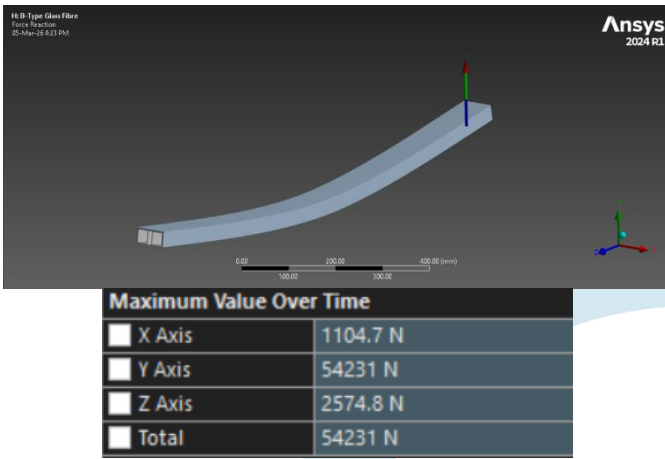 H: B-Type Glass Fibre
Force Reaction
05-Mar-26 4:23 PM
Ansys
2024 R1
0.00 200.00 400.00 (mm)
100.00 300.00
Maximum Value Over Time
X Axis 1104.7 N
Y Axis 54231 N
Z Axis 2574.8 N
Total 54231 N